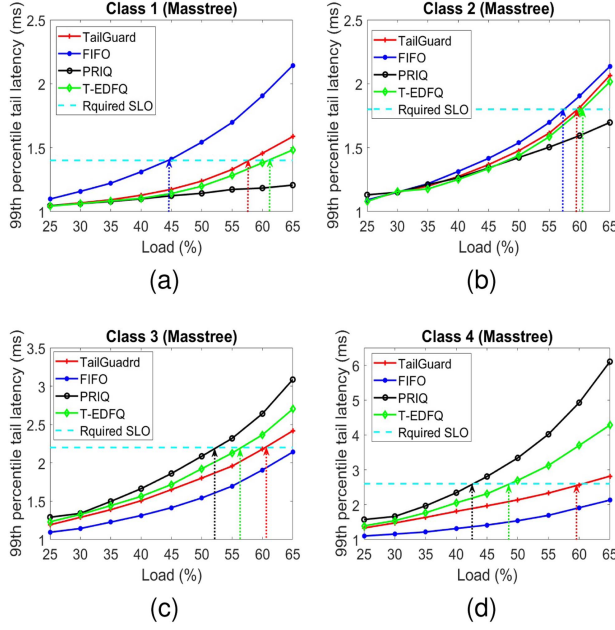 Class 1 (Masstree)
99th percentile tail latency (ms)
2.5
2
1.5
1
TailGuard
FIFO
PRIQ
T-EDFQ
Rquired SLO
25 30 35 40 45 50 55 60 65
Load (%)
(a)
Class 2 (Masstree)
99th percentile tail latency (ms)
2.5
2
1.5
1
TailGuard
FIFO
PRIQ
T-EDFQ
Rquired SLO
25 30 35 40 45 50 55 60 65
Load (%)
(b)
Class 3 (Masstree)
99th percentile tail latency (ms)
3.5
3
2.5
2
1.5
1
TailGuadrd
FIFO
PRIQ
T-EDFQ
Rquired SLO
25 30 35 40 45 50 55 60 65
Load (%)
(c)
Class 4 (Masstree)
99th percentile tail latency (ms)
6
5
4
3
2
1
TailGuard
FIFO
PRIQ
T-EDFQ
Rquired SLO
25 30 35 40 45 50 55 60 65
Load (%)
(d)